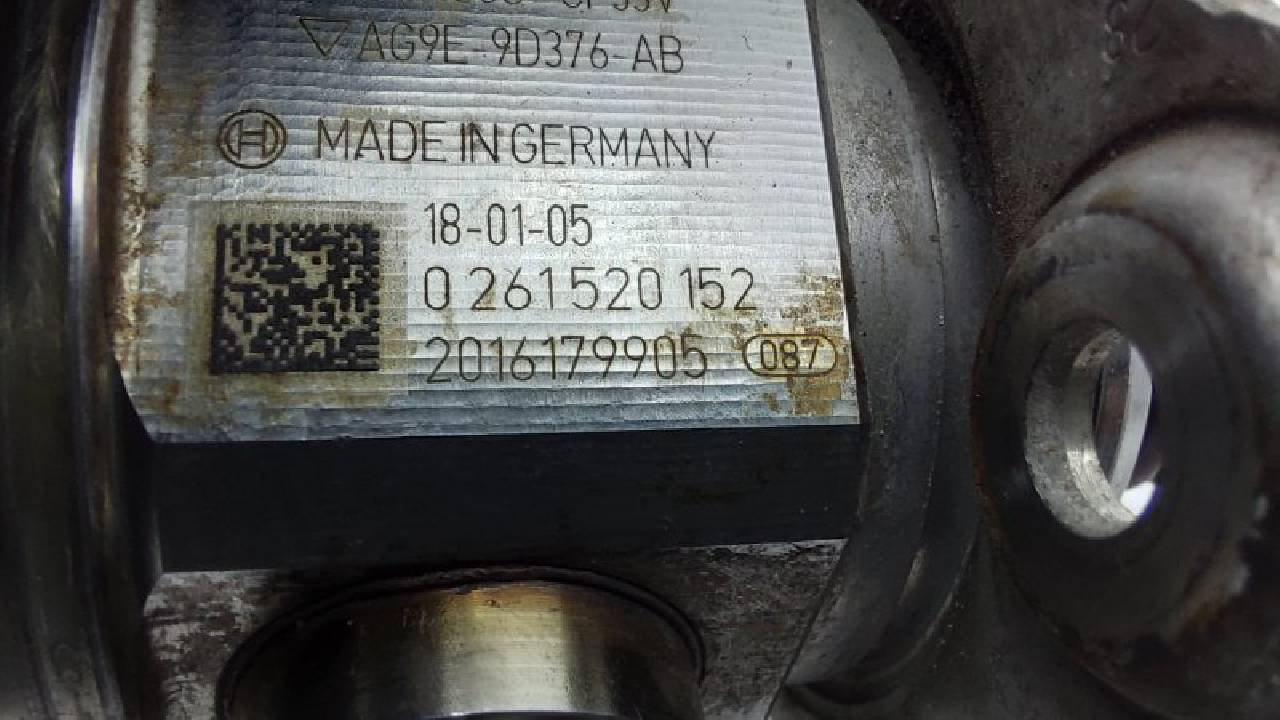 AG9E-9D376-AB
MADE IN GERMANY
18-01-05
0 261 520 152
2016179905 087